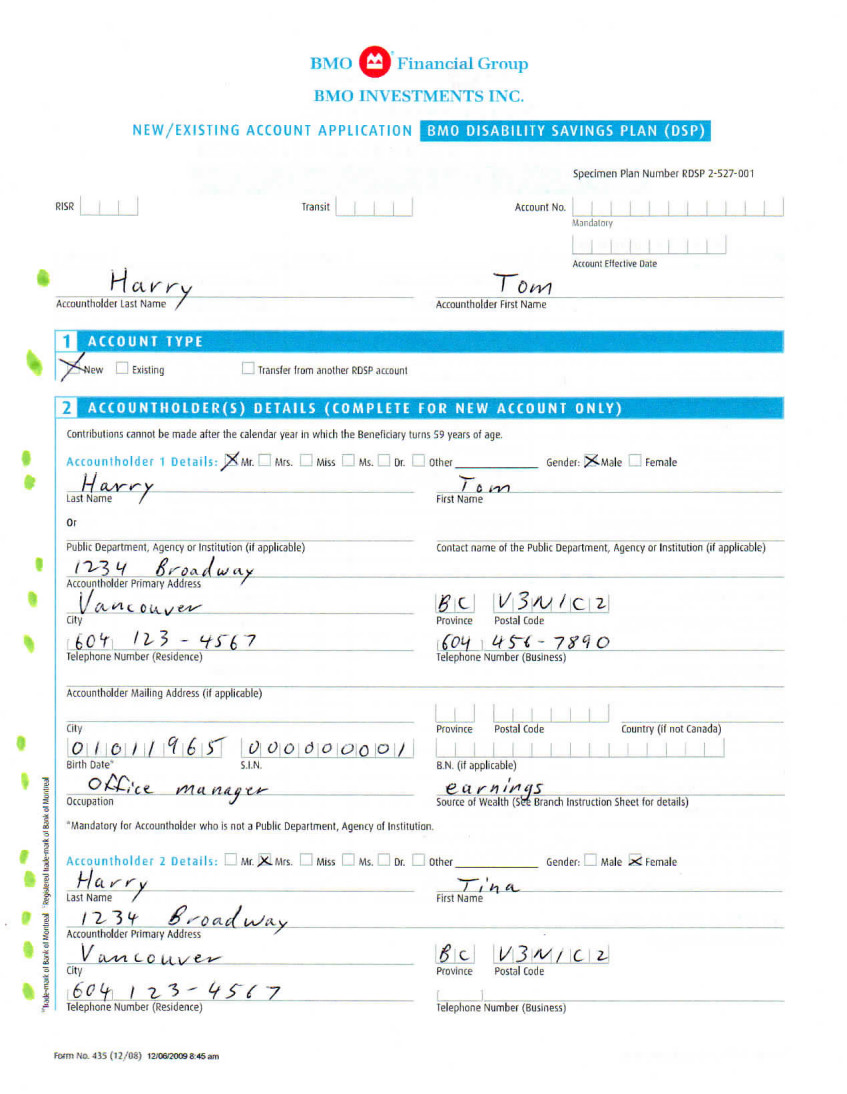 BMO Financial Group
BMO INVESTMENTS INC.
NEW/EXISTING ACCOUNT APPLICATION BMO DISABILITY SAVINGS PLAN (DSP)
Specimen Plan Number RDSP 2-527-001
RISR Transit Account No.
Mandatory
Account Effective Date
Harry Tom
Accountholder Last Name Accountholder First Name
1 ACCOUNT TYPE
New Existing Transfer from another RDSP account
2 ACCOUNTHOLDER(S) DETAILS (COMPLETE FOR NEW ACCOUNT ONLY)
Contributions cannot be made after the calendar year in which the Beneficiary turns 59 years of age.
Accountholder 1 Details: Mr. Mrs. Miss Ms. Dr. Other Gender: Male Female
Harry Tom
Last Name First Name
Or
Public Department, Agency or Institution (if applicable) Contact name of the Public Department, Agency or Institution (if applicable)
1234 Broadway
Accountholder Primary Address
Vancouver BC V3N1C2
City Province Postal Code
604 123-4567 604 456-7890
Telephone Number (Residence) Telephone Number (Business)
Accountholder Mailing Address (if applicable)
City Province Postal Code Country (if not Canada)
01011965 000000001
Birth Date* S.I.N. B.N. (if applicable)
Office manager earnings
Occupation Source of Wealth (See Branch Instruction Sheet for details)
*Mandatory for Accountholder who is not a Public Department, Agency of Institution.
Accountholder 2 Details: Mr. Mrs. Miss Ms. Dr. Other Gender: Male Female
Harry Tina
Last Name First Name
1234 Broadway
Accountholder Primary Address
Vancouver BC V3N1C2
City Province Postal Code
604 123-4567
Telephone Number (Residence) Telephone Number (Business)
Form No. 435 (12/08) 12/06/2009 8:45 am
™Trade-mark of Bank of Montreal ®Registered trade-mark of Bank of Montreal